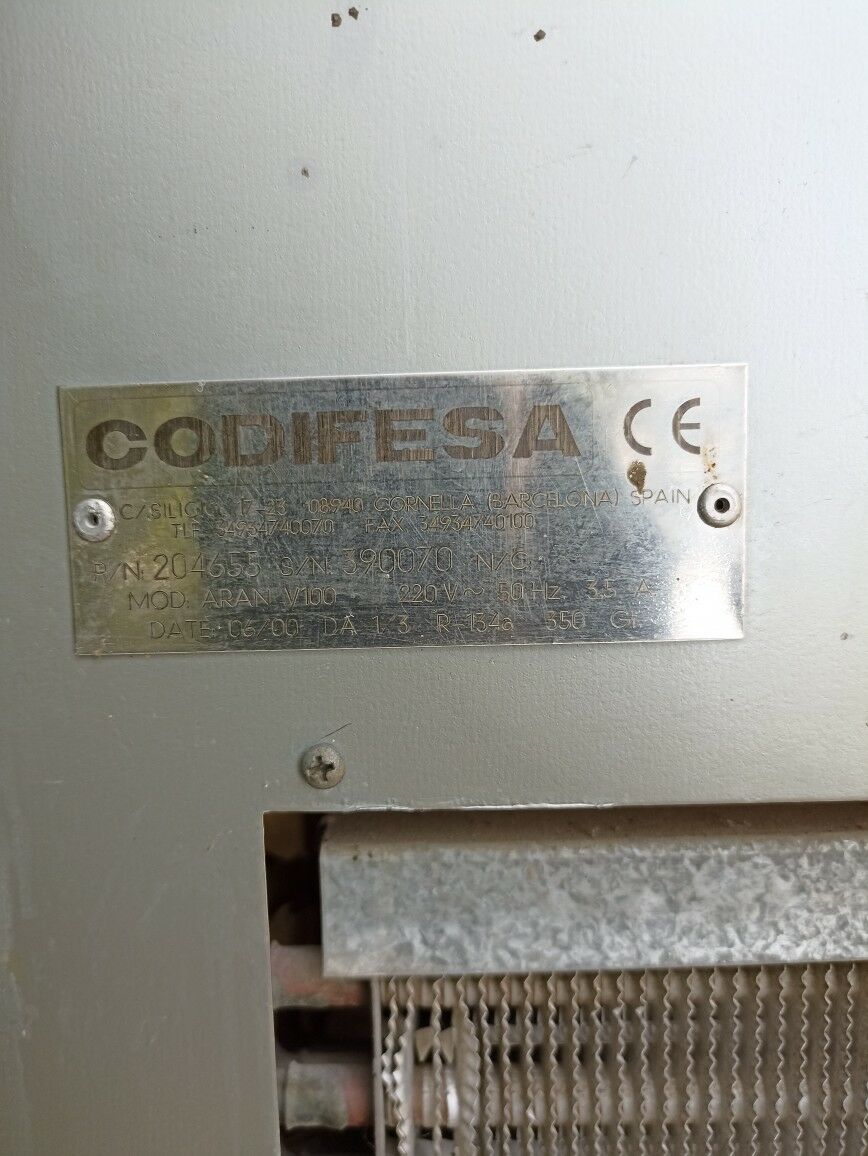 CODIFESA CE
C/SILICI, 17-23 08940 CORNELLA (BARCELONA) SPAIN
TLF 34934740070 FAX 34934740100
P/N: 204655 S/N: 390070 N/C:
MOD: ARAN V100 220 V~ 50 Hz. 3.5 A
DATE: 06/00 DA 1/3 R-134a 350 Gr